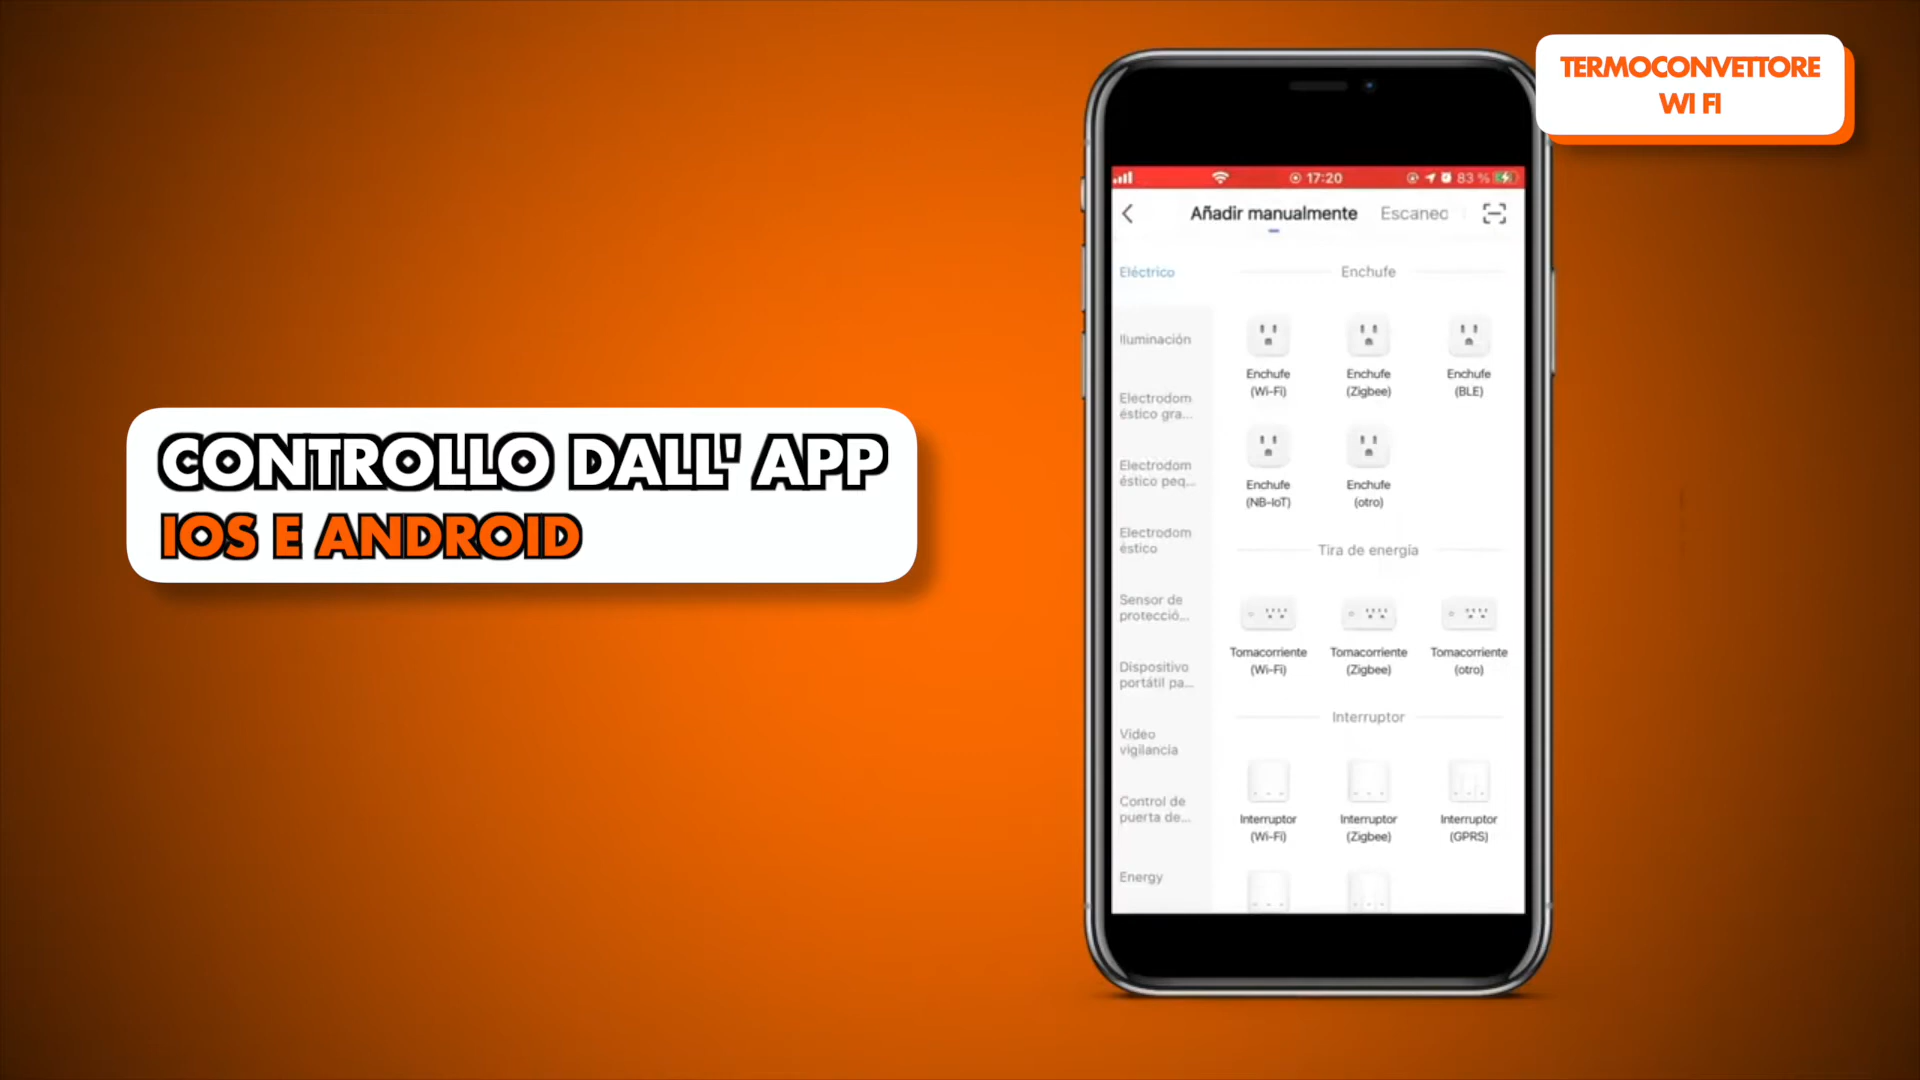 TERMOCONVETTORE
WI FI
CONTROLLO DALL' APP
IOS E ANDROID
17:20
83 %
Añadir manualmente
Escaneo
Eléctrico
Iluminación
Electrodom
éstico gra...
Electrodom
éstico peq...
Electrodom
éstico
Sensor de
protecció...
Dispositivo
portátil pa...
Video
vigilancia
Control de
puerta de...
Energy
Enchufe
Enchufe
(Wi-Fi)
Enchufe
(Zigbee)
Enchufe
(BLE)
Enchufe
(NB-IoT)
Enchufe
(otro)
Tira de energía
Tomacorriente
(Wi-Fi)
Tomacorriente
(Zigbee)
Tomacorriente
(otro)
Interruptor
Interruptor
(Wi-Fi)
Interruptor
(Zigbee)
Interruptor
(GPRS)